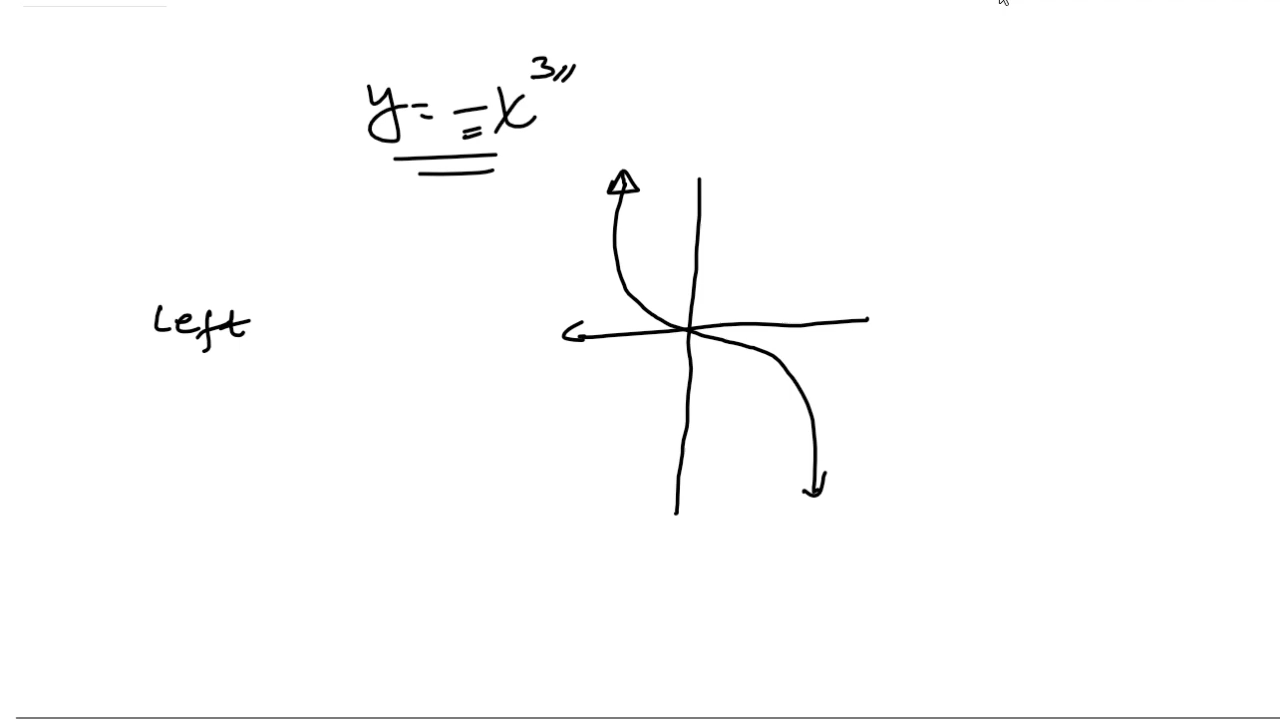 y = -x³
Left